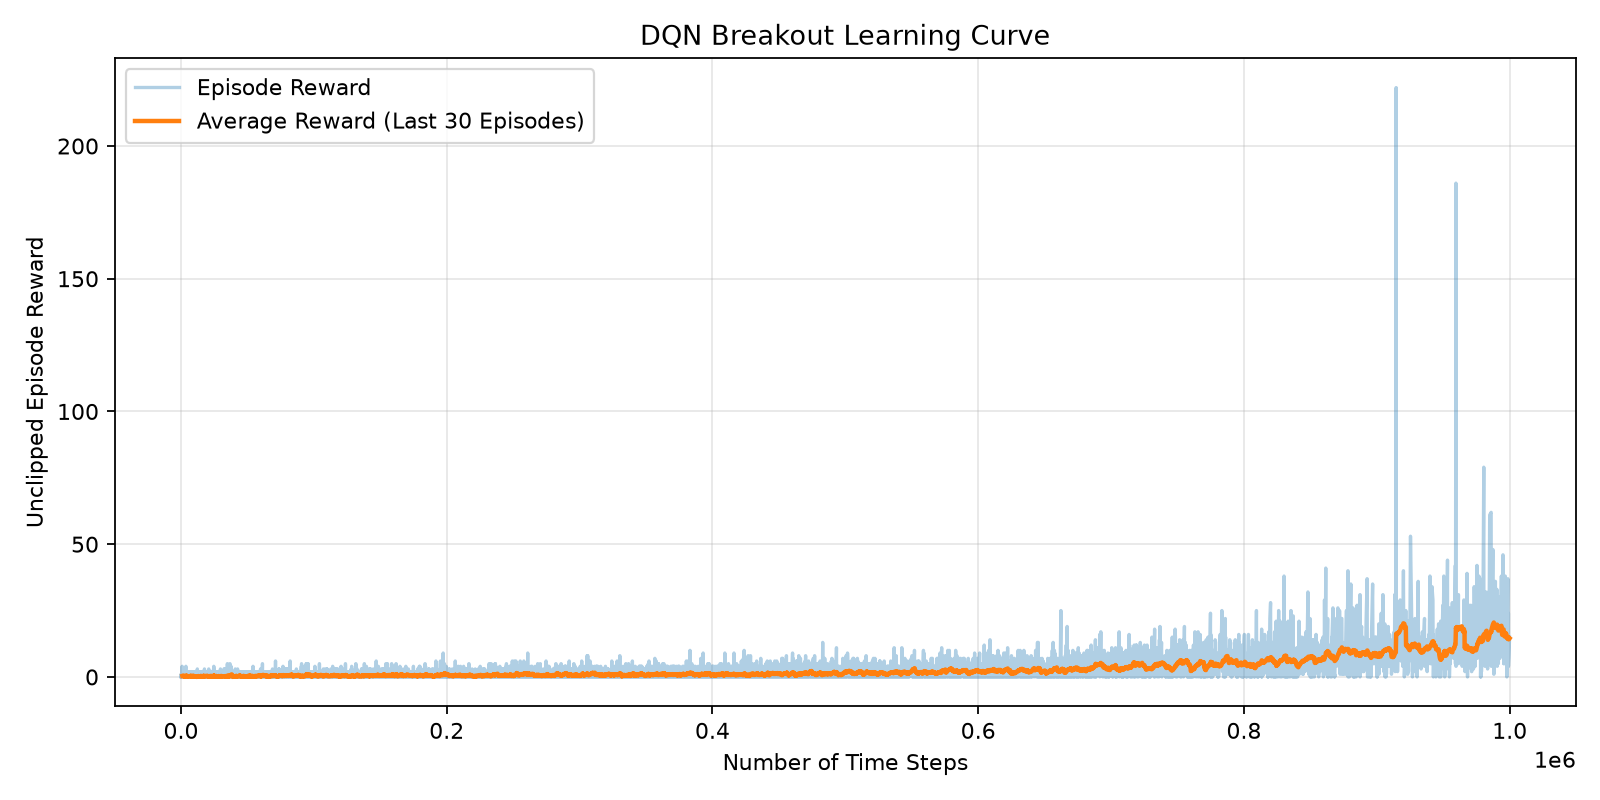 DQN Breakout Learning Curve
Episode Reward
Average Reward (Last 30 Episodes)
Unclipped Episode Reward
200
150
100
50
0
0.0 0.2 0.4 0.6 0.8 1.0
1e6
Number of Time Steps